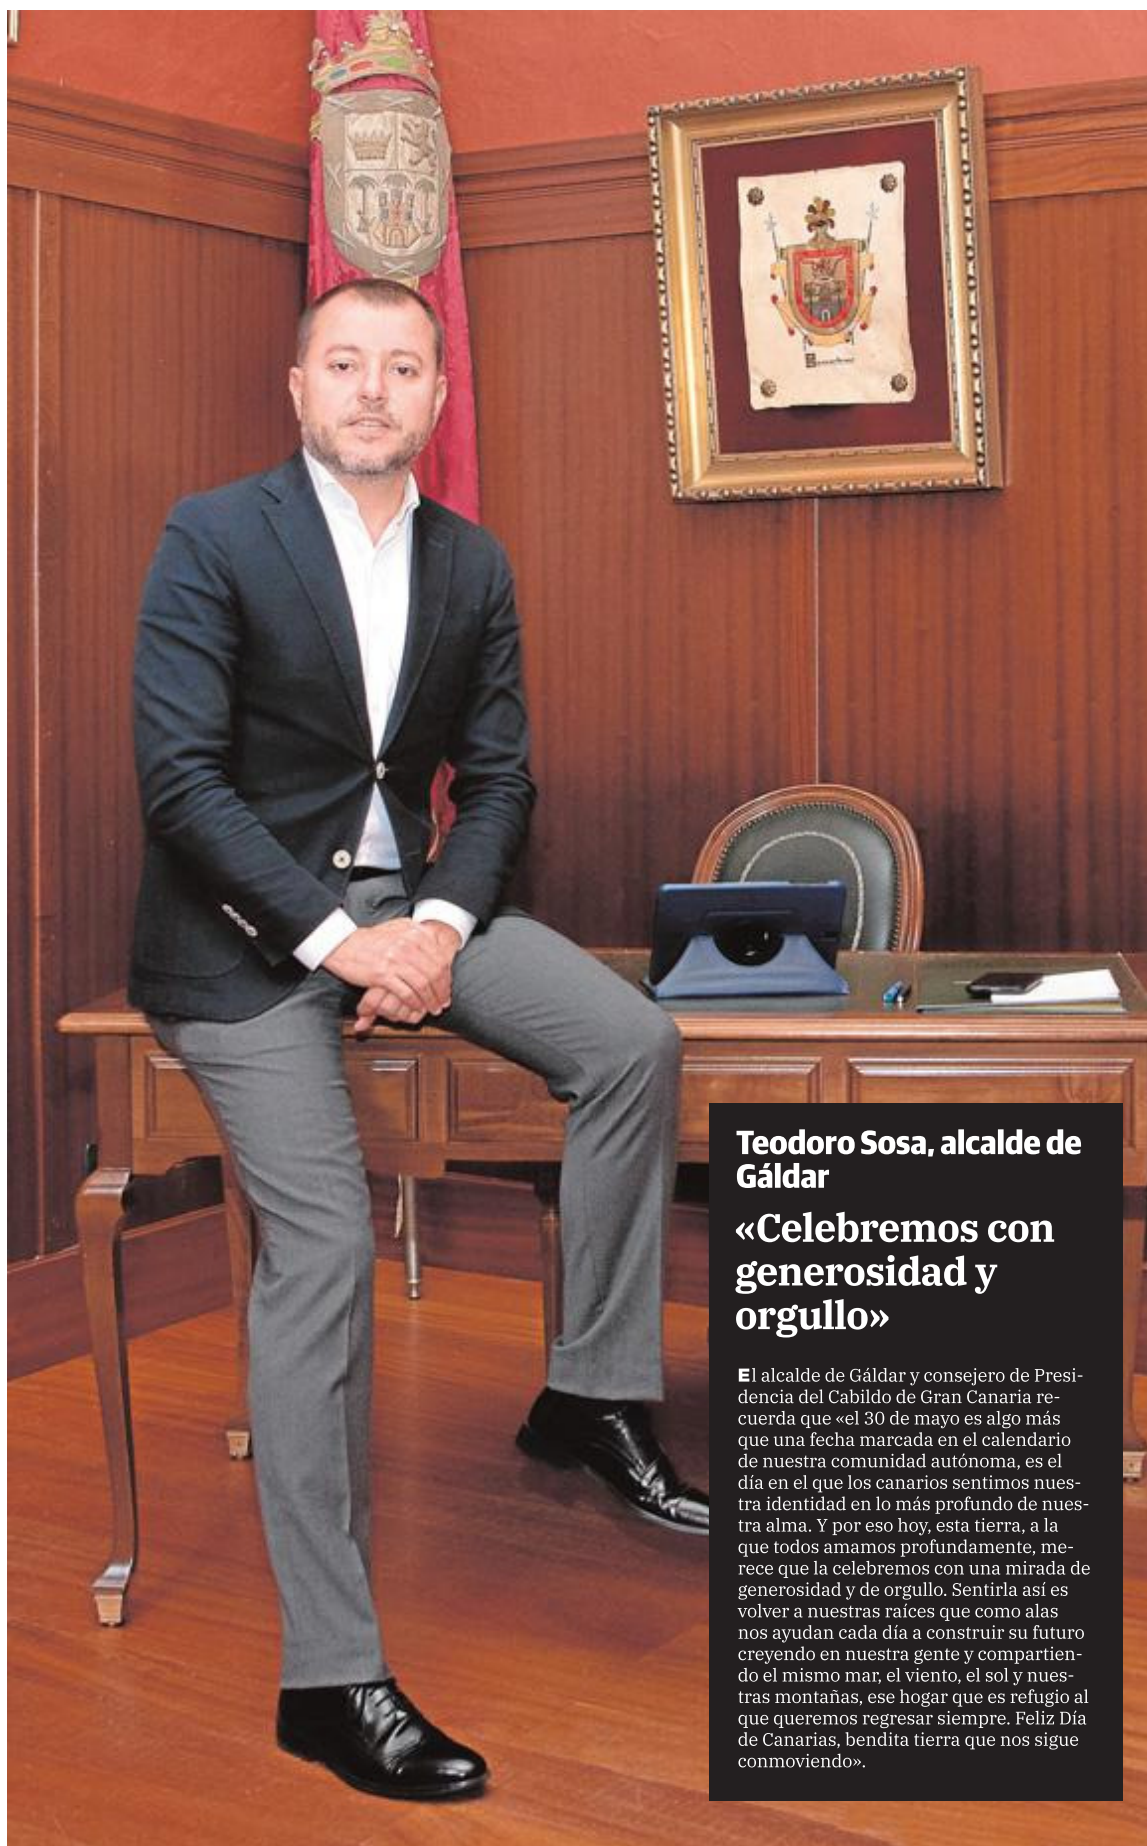 Teodoro Sosa, alcalde de
Gáldar
«Celebremos con
generosidad y
orgullo»
El alcalde de Gáldar y consejero de Presi-
dencia del Cabildo de Gran Canaria re-
cuerda que «el 30 de mayo es algo más
que una fecha marcada en el calendario
de nuestra comunidad autónoma, es el
día en el que los canarios sentimos nues-
tra identidad en lo más profundo de nues-
tra alma. Y por eso hoy, esta tierra, a la
que todos amamos profundamente, me-
rece que la celebremos con una mirada de
generosidad y de orgullo. Sentirla así es
volver a nuestras raíces que como alas
nos ayudan cada día a construir su futuro
creyendo en nuestra gente y compartien-
do el mismo mar, el viento, el sol y nues-
tras montañas, ese hogar que es refugio al
que queremos regresar siempre. Feliz Día
de Canarias, bendita tierra que nos sigue
conmoviendo».